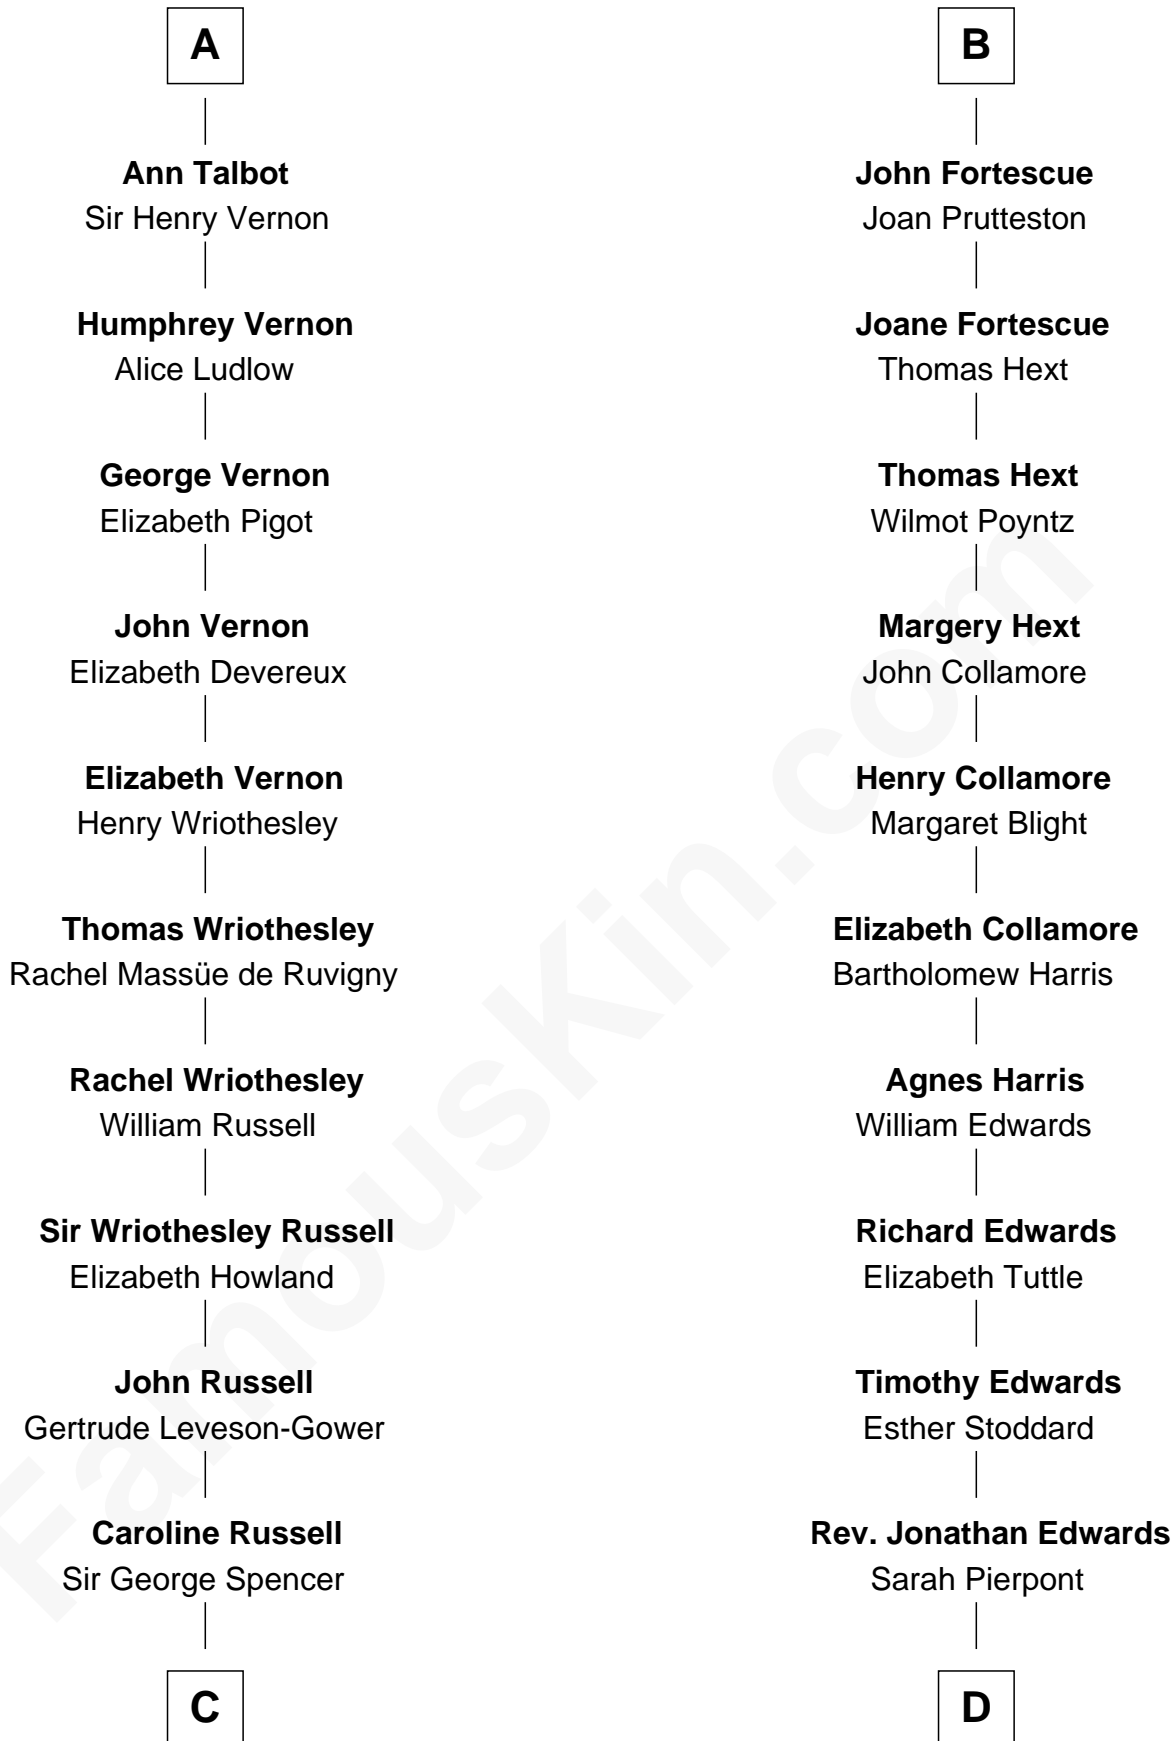 A
Ann Talbot
Sir Henry Vernon
Humphrey Vernon
Alice Ludlow
George Vernon
Elizabeth Pigot
John Vernon
Elizabeth Devereux
Elizabeth Vernon
Henry Wriothesley
Thomas Wriothesley
Rachel Massüe de Ruvigny
Rachel Wriothesley
William Russell
Sir Wriothesley Russell
Elizabeth Howland
John Russell
Gertrude Leveson-Gower
Caroline Russell
Sir George Spencer
C
B
John Fortescue
Joan Prutteston
Joane Fortescue
Thomas Hext
Thomas Hext
Wilmot Poyntz
Margery Hext
John Collamore
Henry Collamore
Margaret Blight
Elizabeth Collamore
Bartholomew Harris
Agnes Harris
William Edwards
Richard Edwards
Elizabeth Tuttle
Timothy Edwards
Esther Stoddard
Rev. Jonathan Edwards
Sarah Pierpont
D
FamousKin.com